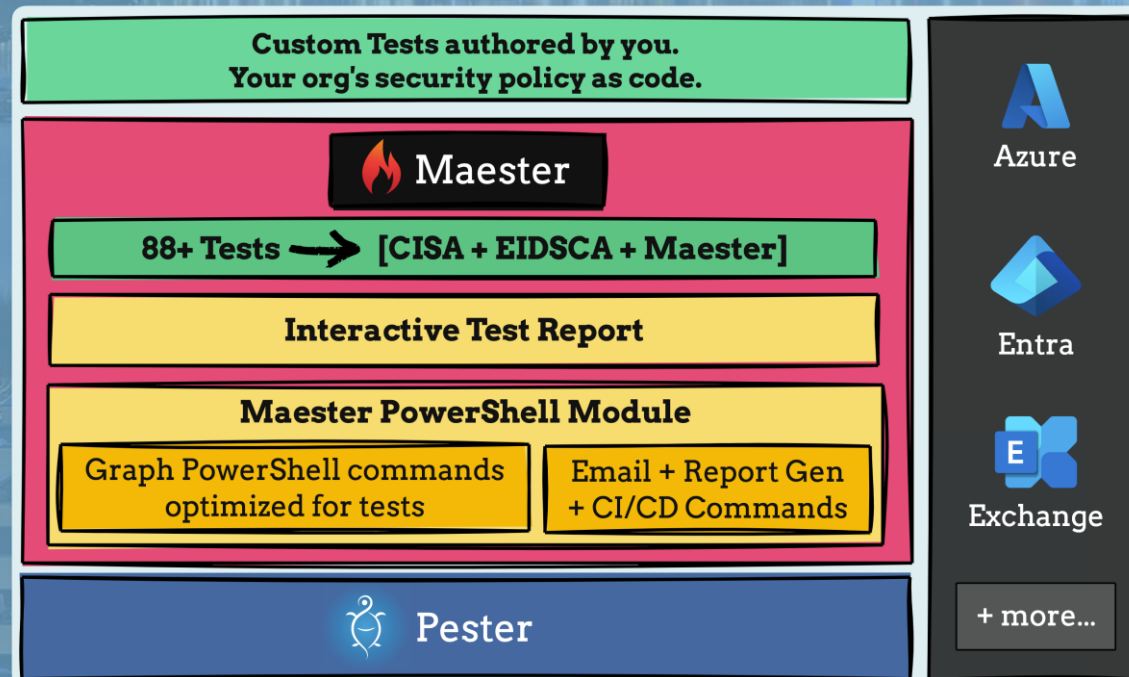 Custom Tests authored by you.
Your org's security policy as code.
Maester
88+ Tests [CISA + EIDSCA + Maester]
Interactive Test Report
Maester PowerShell Module
Graph PowerShell commands
optimized for tests
Email + Report Gen
+ CI/CD Commands
Pester
Azure
Entra
E
Exchange
+ more...